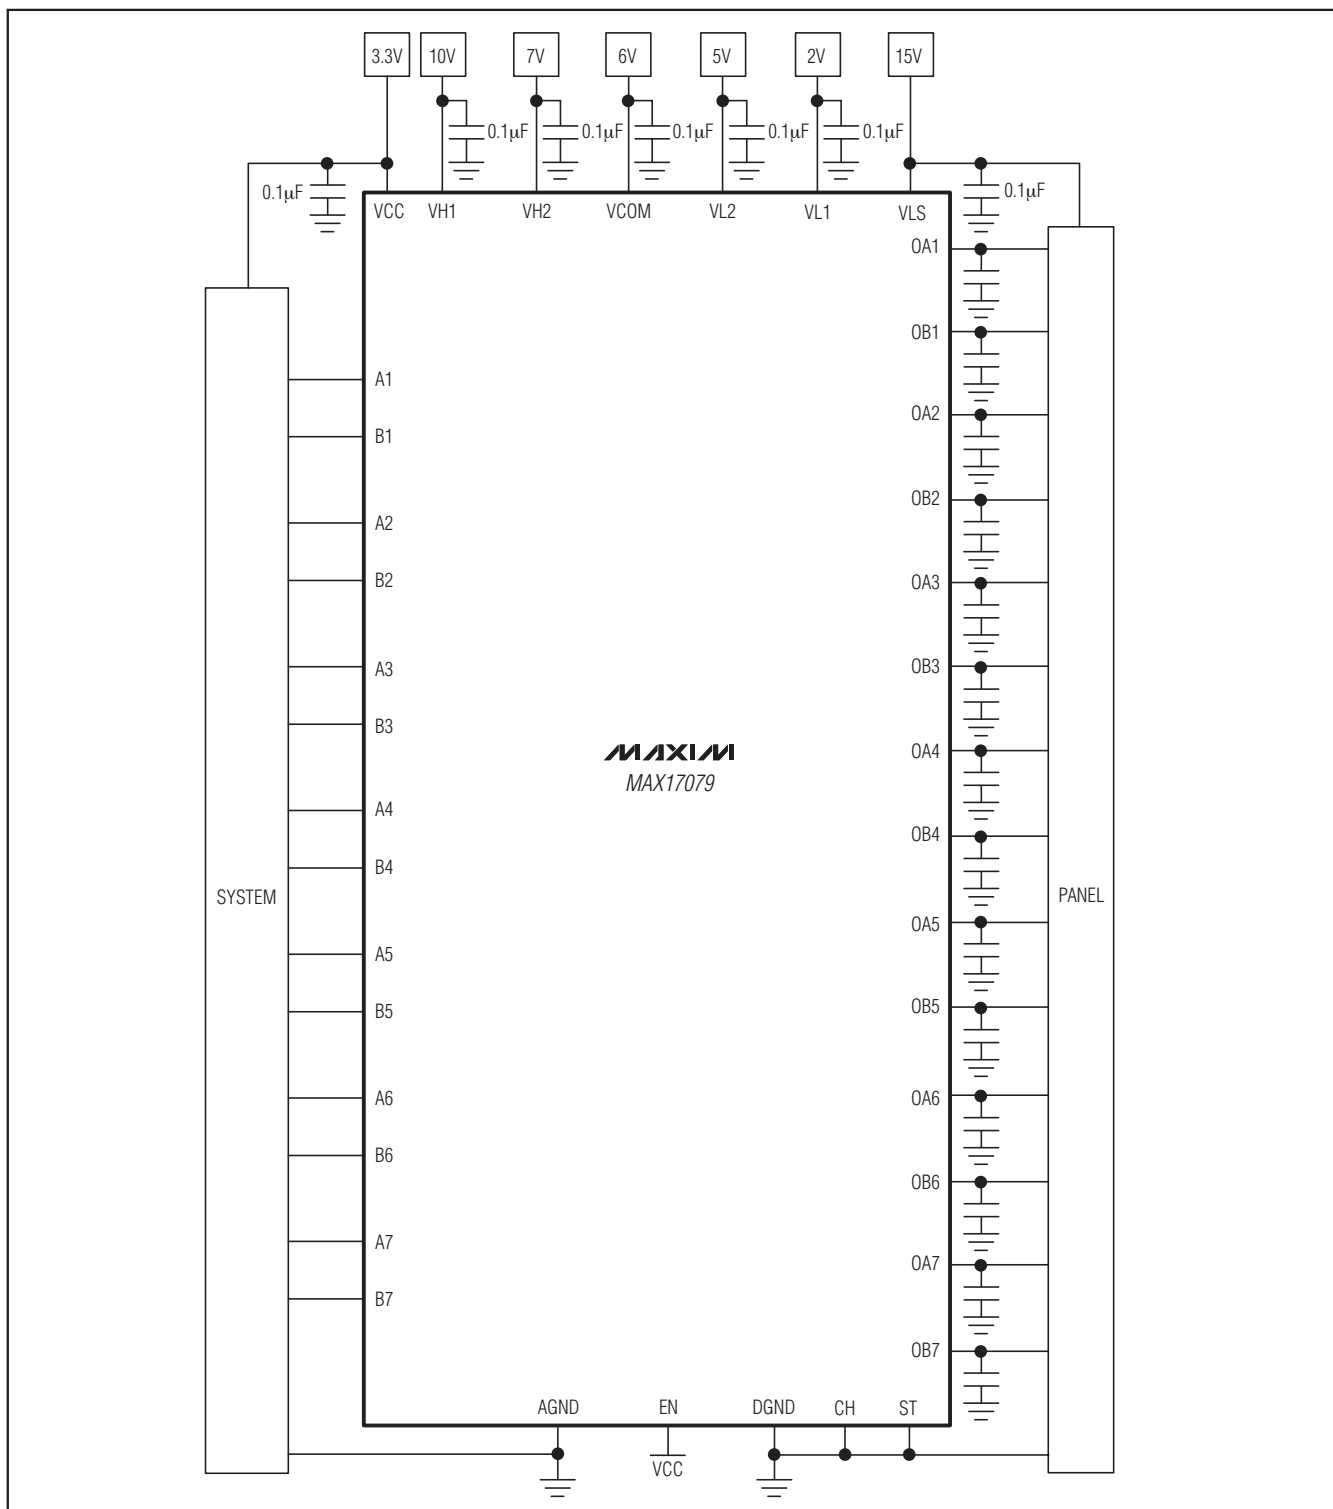 3.3V 10V 7V 6V 5V 2V 15V
0.1µF 0.1µF 0.1µF 0.1µF 0.1µF
0.1µF 0.1µF
VCC VH1 VH2 VCOM VL2 VL1 VLS
OA1
OB1
A1
OA2
B1
OB2
A2
B2
OA3
A3
OB3
B3
OA4
MAXIM
MAX17079
A4
OB4
B4
SYSTEM
PANEL
OA5
A5
OB5
B5
A6
OA6
B6
OB6
A7
OA7
B7
OB7
AGND EN DGND CH ST
VCC